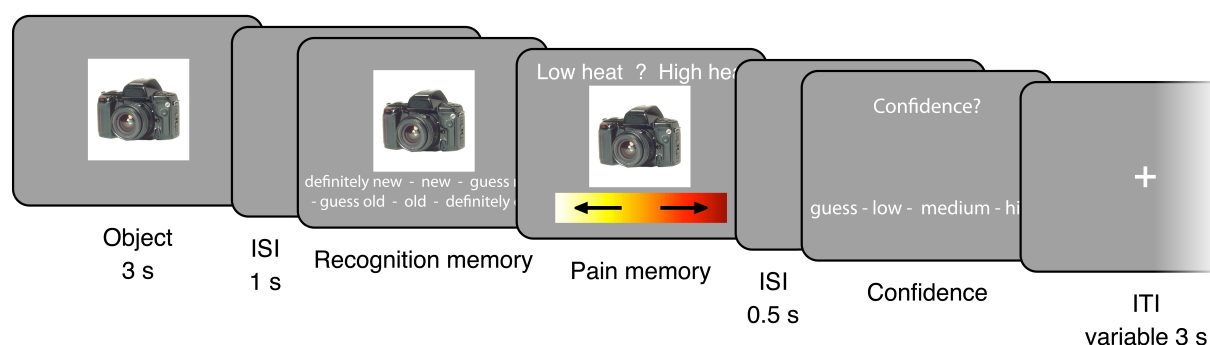 Low heat ? High hea
Confidence?
definitely new - new - guess
- guess old - old - definitely
guess - low - medium - hi
Object
3 s
ISI
1 s
Recognition memory
Pain memory
ISI
0.5 s
Confidence
ITI
variable 3 s